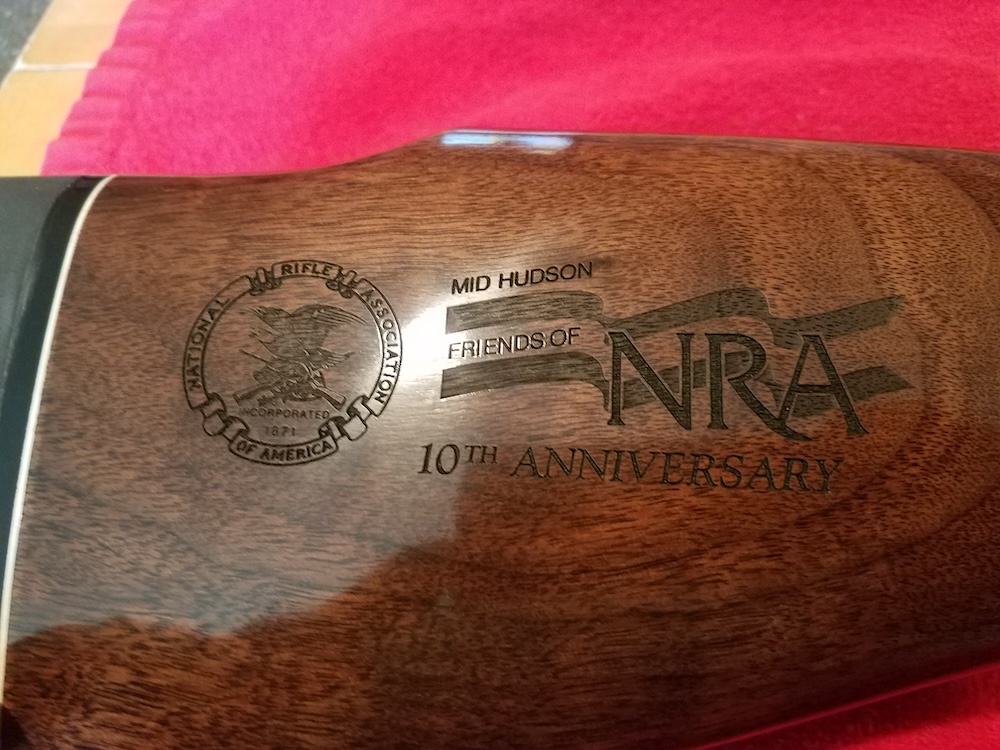 NATIONAL RIFLE ASSOCIATION
INCORPORATED
1871
OF AMERICA
MID HUDSON
FRIENDS OF
NRA
10TH ANNIVERSARY